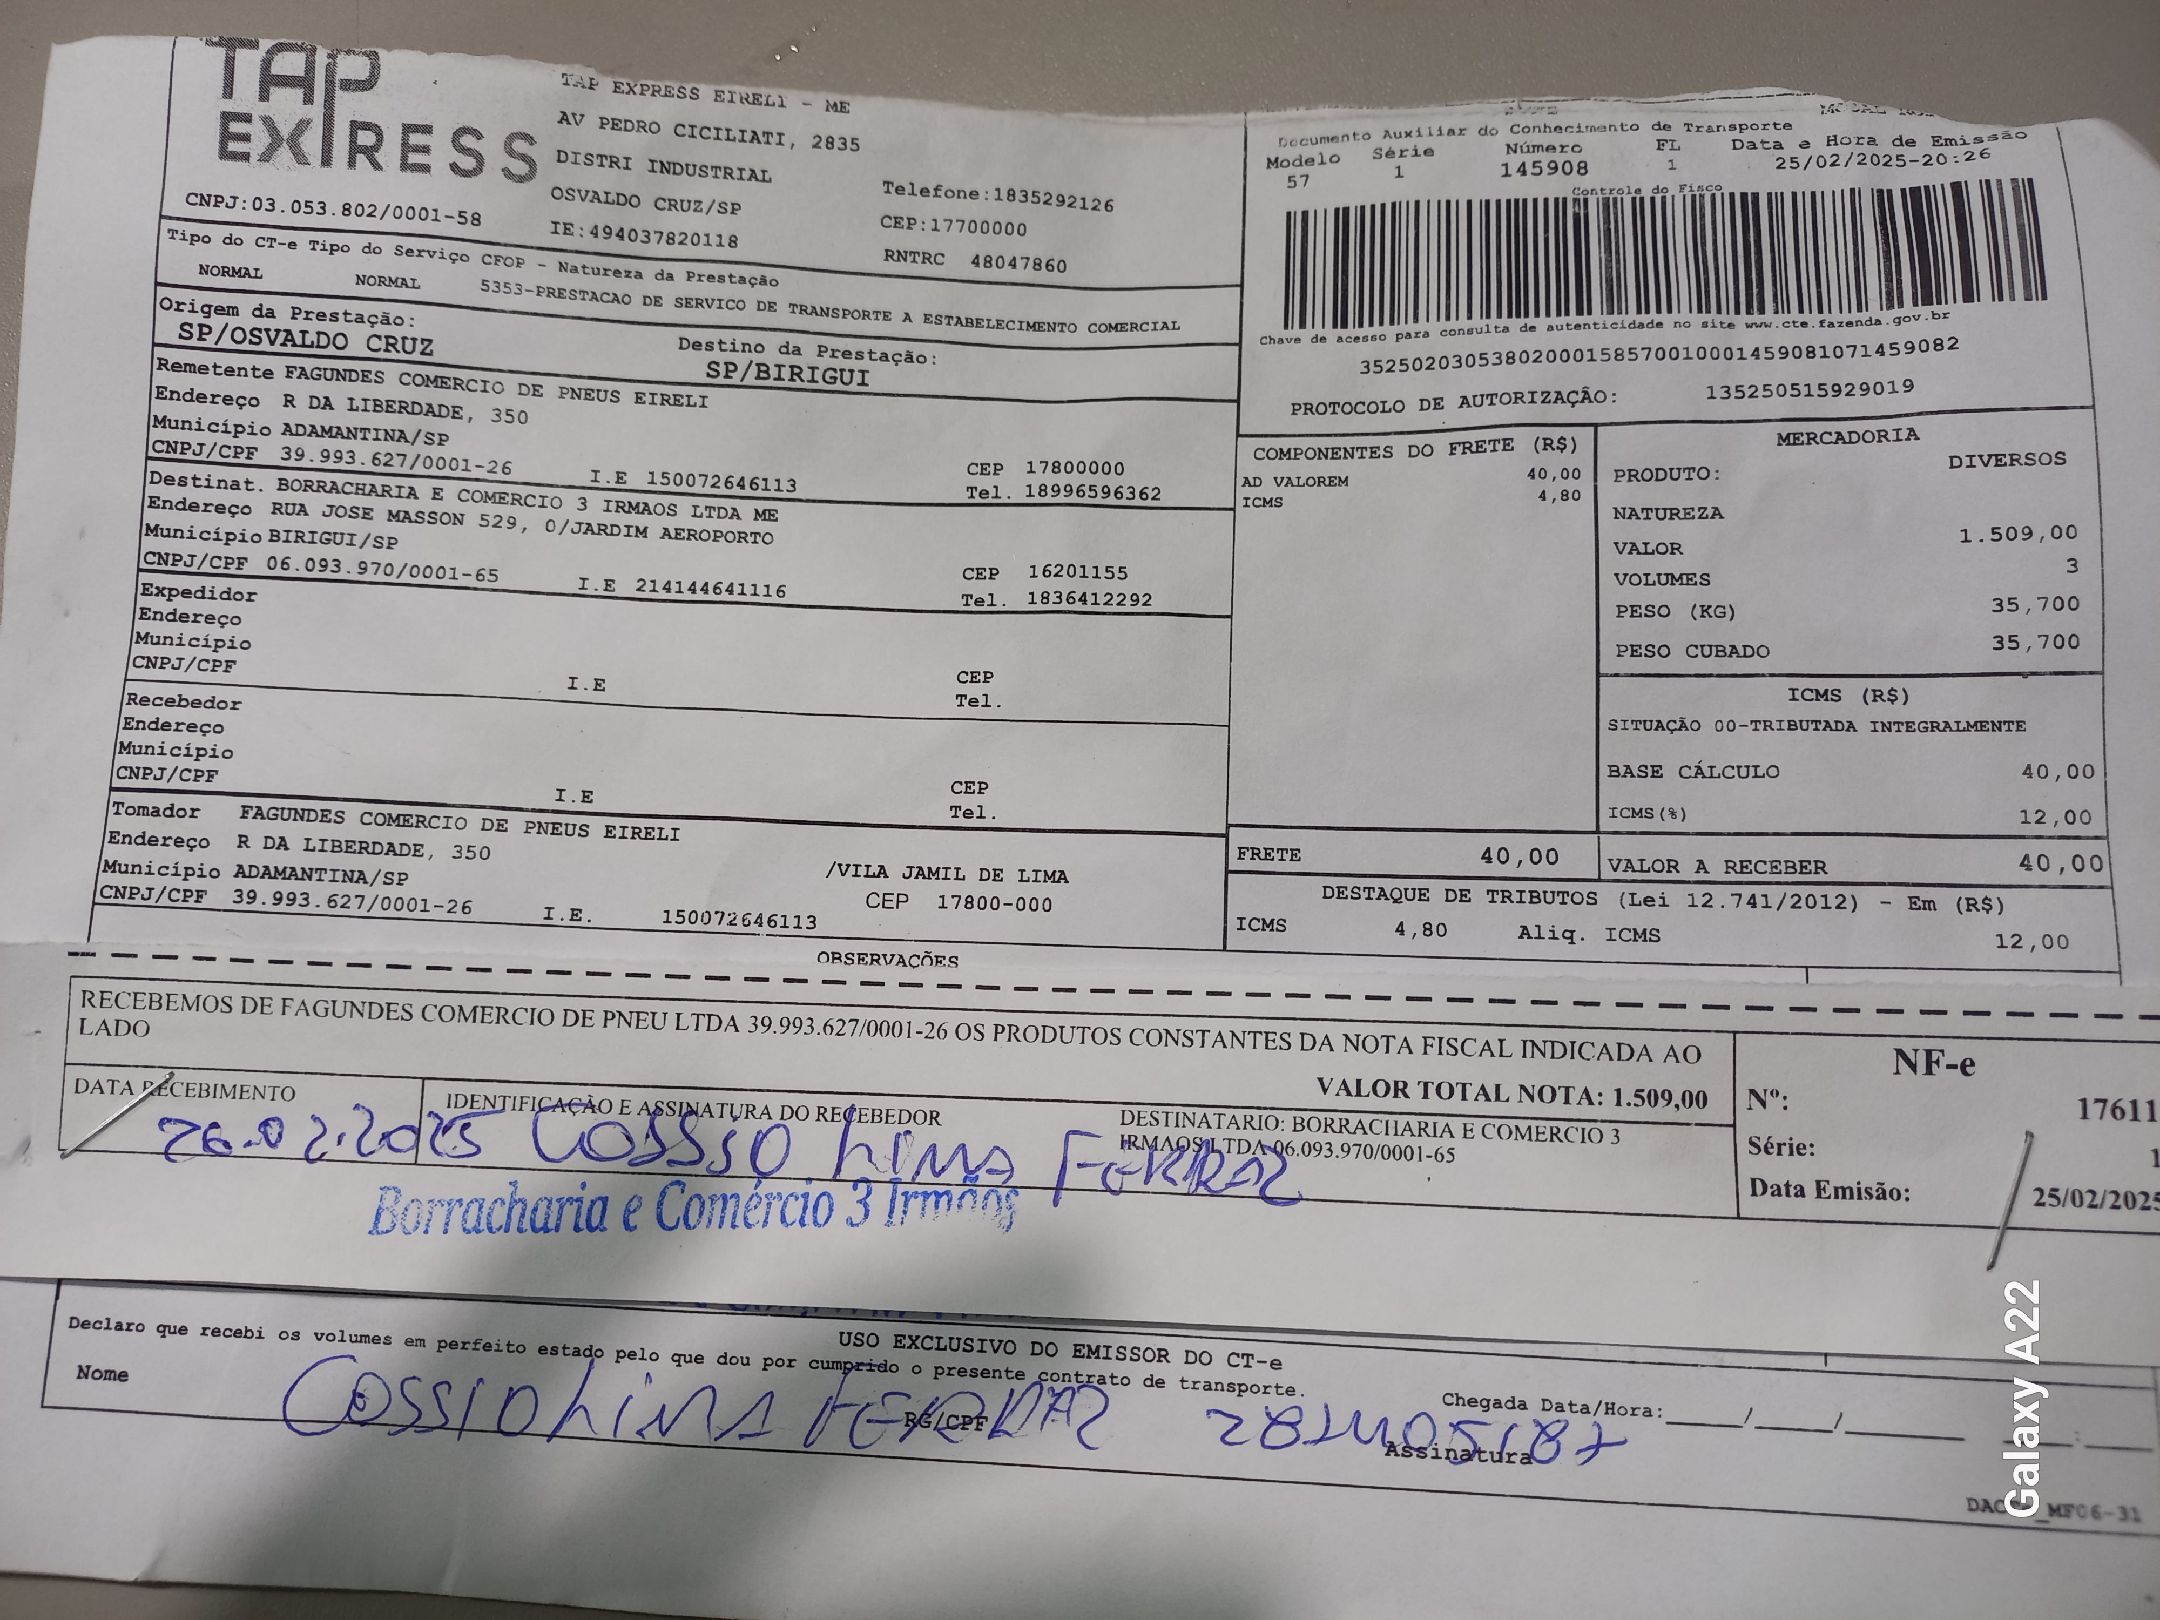 TAP
EXPRESS
CNPJ:03.053.802/0001-58
TAP EXPRESS EIRELI - ME
AV PEDRO CICILIATI, 2835
DISTRI INDUSTRIAL
OSVALDO CRUZ/SP
IE:494037820118
Telefone:1835292126
CEP:17700000
RNTRC 48047860
Documento Auxiliar do Conhecimento de Transporte
Modelo Série Número FL Data e Hora de Emissão
57 1 145908 1 25/02/2025-20:26
Controle do Fisco
Chave de acesso para consulta de autenticidade no site www.cte.fazenda.gov.br
35250203053802000158570010001459081071459082
PROTOCOLO DE AUTORIZAÇÃO: 135250515929019
Tipo do CT-e Tipo do Serviço CFOP - Natureza da Prestação
NORMAL NORMAL 5353-PRESTACAO DE SERVICO DE TRANSPORTE A ESTABELECIMENTO COMERCIAL
Origem da Prestação: Destino da Prestação:
SP/OSVALDO CRUZ SP/BIRIGUI
Remetente FAGUNDES COMERCIO DE PNEUS EIRELI
Endereço R DA LIBERDADE, 350
Município ADAMANTINA/SP CEP 17800000
CNPJ/CPF 39.993.627/0001-26 I.E 150072646113 Tel. 18996596362
Destinat. BORRACHARIA E COMERCIO 3 IRMAOS LTDA ME
Endereço RUA JOSE MASSON 529, 0/JARDIM AEROPORTO
Município BIRIGUI/SP CEP 16201155
CNPJ/CPF 06.093.970/0001-65 I.E 214144641116 Tel. 1836412292
Expedidor
Endereço
Município CEP
CNPJ/CPF I.E Tel.
Recebedor
Endereço
Município CEP
CNPJ/CPF I.E Tel.
Tomador FAGUNDES COMERCIO DE PNEUS EIRELI
Endereço R DA LIBERDADE, 350 /VILA JAMIL DE LIMA
Município ADAMANTINA/SP CEP 17800-000
CNPJ/CPF 39.993.627/0001-26 I.E. 150072646113
COMPONENTES DO FRETE (R$)
AD VALOREM 40,00
ICMS 4,80
MERCADORIA
PRODUTO: DIVERSOS
NATUREZA
VALOR 1.509,00
VOLUMES 3
PESO (KG) 35,700
PESO CUBADO 35,700
ICMS (R$)
SITUAÇÃO 00-TRIBUTADA INTEGRALMENTE
BASE CÁLCULO 40,00
ICMS(%) 12,00
FRETE 40,00 VALOR A RECEBER 40,00
DESTAQUE DE TRIBUTOS (Lei 12.741/2012) - Em (R$)
ICMS 4,80 Aliq. ICMS 12,00
OBSERVAÇÕES
RECEBEMOS DE FAGUNDES COMERCIO DE PNEU LTDA 39.993.627/0001-26 OS PRODUTOS CONSTANTES DA NOTA FISCAL INDICADA AO
LADO
VALOR TOTAL NOTA: 1.509,00
DATA RECEBIMENTO
26.02.2025
IDENTIFICAÇÃO E ASSINATURA DO RECEBEDOR
COSSIO LIMA FERRAZ
DESTINATARIO: BORRACHARIA E COMERCIO 3
IRMAOS LTDA 06.093.970/0001-65
NF-e
Nº: 17611
Série: 1
Data Emissão: 25/02/2025
Borracharia e Comércio 3 Irmãos
USO EXCLUSIVO DO EMISSOR DO CT-e
Declaro que recebi os volumes em perfeito estado pelo que dou por cumprido o presente contrato de transporte.
Nome COSSIO LIMA FERRAZ RG/CPF
Chegada Data/Hora:____/____/____ ____:____
Assinatura
Galaxy A22